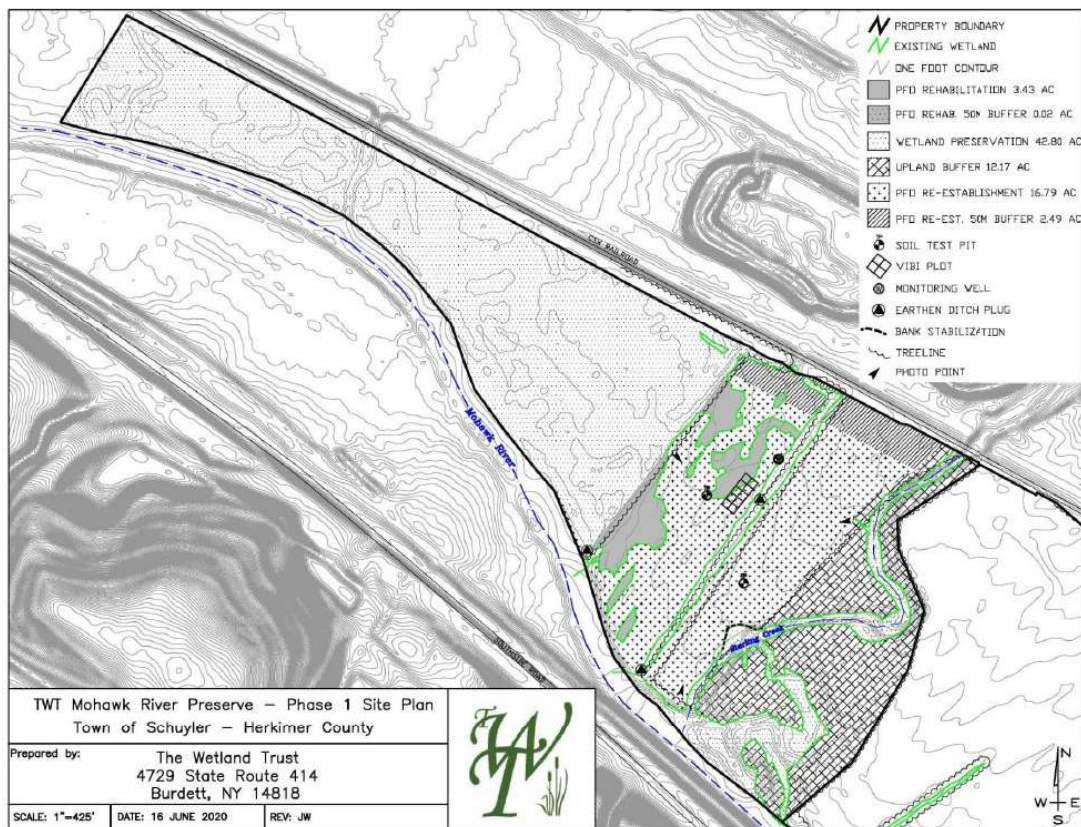 PROPERTY BOUNDARY
EXISTING WETLAND
ONE FOOT CONTOUR
PFO REHABILITATION 3.43 AC
PFO REHAB. 50M BUFFER 0.02 AC
WETLAND PRESERVATION 42.80 AC
UPLAND BUFFER 12.17 AC
PFO RE-ESTABLISHMENT 16.79 AC
PFO RE-EST. 50M BUFFER 2.49 AC
SOIL TEST PIT
VIBI PLOT
MONITORING WELL
EARTHEN DITCH PLUG
BANK STABILIZATION
TREELINE
PHOTO POINT
CSX RAILROAD
Mohawk River
Sterling Creek
TWT Mohawk River Preserve – Phase 1 Site Plan
Town of Schuyler – Herkimer County
Prepared by:
The Wetland Trust
4729 State Route 414
Burdett, NY 14818
SCALE: 1"=425'
DATE: 16 JUNE 2020
REV: JW
TWT
N
W E
S